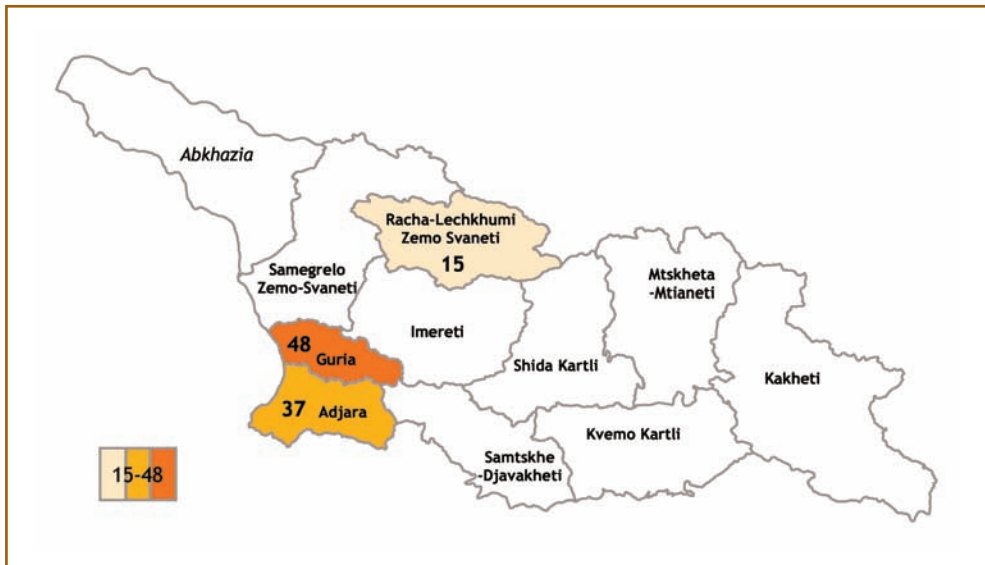 Abkhazia
Racha-Lechkhumi
Zemo Svaneti
15
Samegrelo
Zemo-Svaneti
Mtskheta
-Mtianeti
Imereti
48
Guria
Shida Kartli
Kakheti
37 Adjara
Kvemo Kartli
Samtskhe
-Djavakheti
15-48